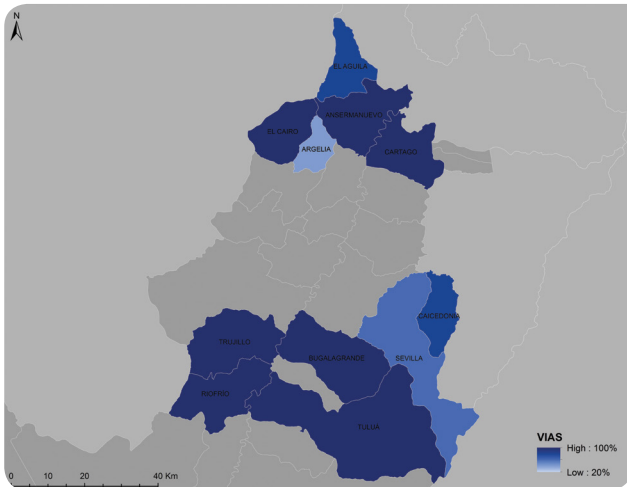 N
EL AGUILA
ANSERMANUEVO
EL CAIRO
ARGELIA
CARTAGO
CAICEDONIA
TRUJILLO
BUGALAGRANDE
SEVILLA
RIOFRIO
TULUA
VIAS
High : 100%
Low : 20%
0 10 20 40 Km